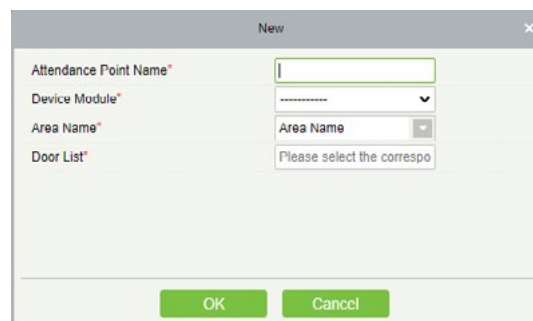 New
Attendance Point Name*
Device Module* -----------
Area Name* Area Name
Door List* Please select the correspo
OK Cancel